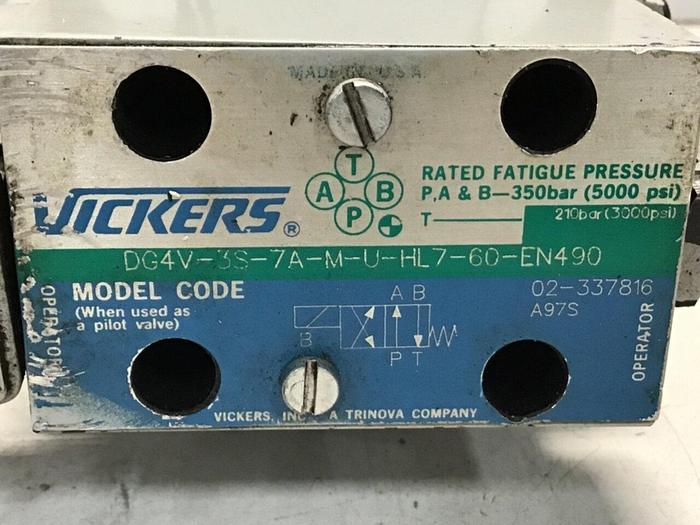 MADE IN U.S.A.
T
A B
P
VICKERS®
RATED FATIGUE PRESSURE
P,A & B—350bar (5000 psi)
T— 210bar (3000psi)
DG4V-3S-7A-M-U-HL7-60-EN490
MODEL CODE
(When used as
a pilot valve)
A B
B
P T
02-337816
A97S
OPERATOR
OPERATOR
VICKERS, INC. A TRINOVA COMPANY